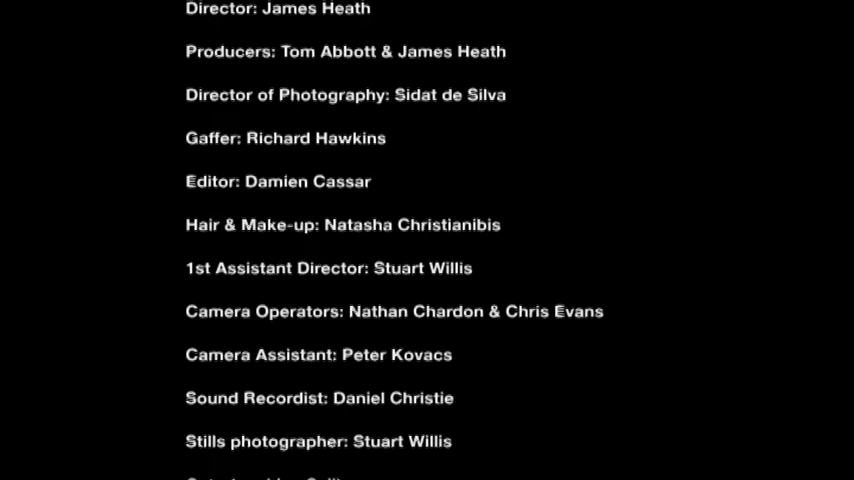 Director: James Heath
Producers: Tom Abbott & James Heath
Director of Photography: Sidat de Silva
Gaffer: Richard Hawkins
Editor: Damien Cassar
Hair & Make-up: Natasha Christianibis
1st Assistant Director: Stuart Willis
Camera Operators: Nathan Chardon & Chris Evans
Camera Assistant: Peter Kovacs
Sound Recordist: Daniel Christie
Stills photographer: Stuart Willis